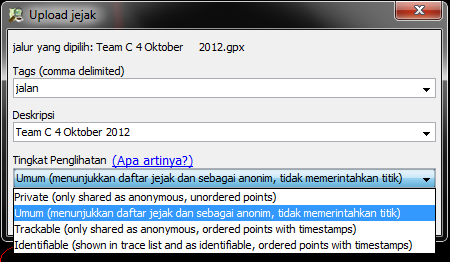 Upload jejak
jalur yang dipilih: Team C 4 Oktober 2012.gpx
Tags (comma delimited)
jalan
Deskripsi
Team C 4 Oktober 2012
Tingkat Penglihatan (Apa artinya?)
Umum (menunjukkan daftar jejak dan sebagai anonim, tidak memerintahkan titik)
Private (only shared as anonymous, unordered points)
Umum (menunjukkan daftar jejak dan sebagai anonim, tidak memerintahkan titik)
Trackable (only shared as anonymous, ordered points with timestamps)
Identifiable (shown in trace list and as identifiable, ordered points with timestamps)